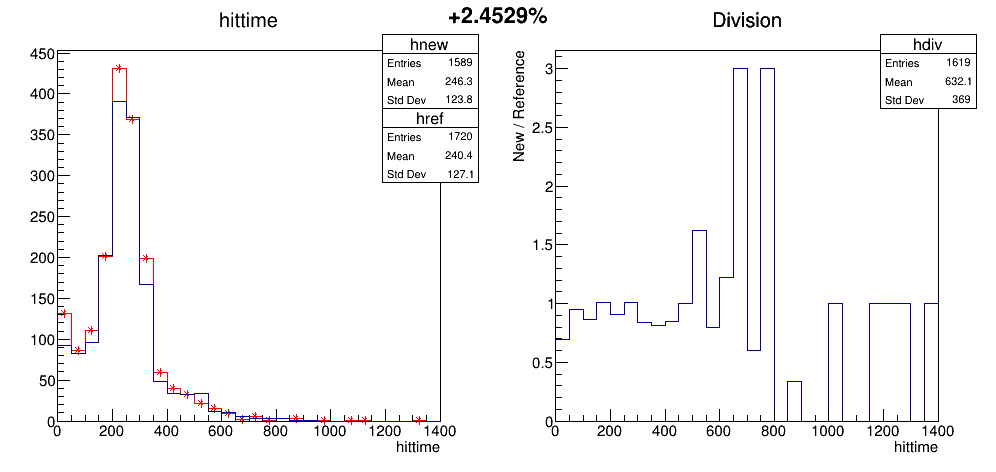 +2.4529%
hittime
hnew
Entries 1589
Mean 246.3
Std Dev 123.8
href
Entries 1720
Mean 240.4
Std Dev 127.1
450
400
350
300
250
200
150
100
50
0
0 200 400 600 800 1000 1200 1400
hittime
Division
hdiv
Entries 1619
Mean 632.1
Std Dev 369
New / Reference
3
2.5
2
1.5
1
0.5
0
0 200 400 600 800 1000 1200 1400
hittime